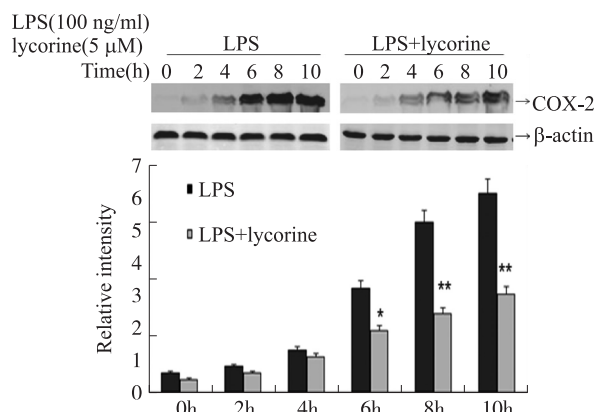 LPS(100 ng/ml)
lycorine(5 μM)
LPS
LPS+lycorine
Time(h) 0 2 4 6 8 10 0 2 4 6 8 10
→COX-2
→β-actin
7
6
5
4
3
2
1
0
Relative intensity
LPS
LPS+lycorine
*
**
**
0h 2h 4h 6h 8h 10h